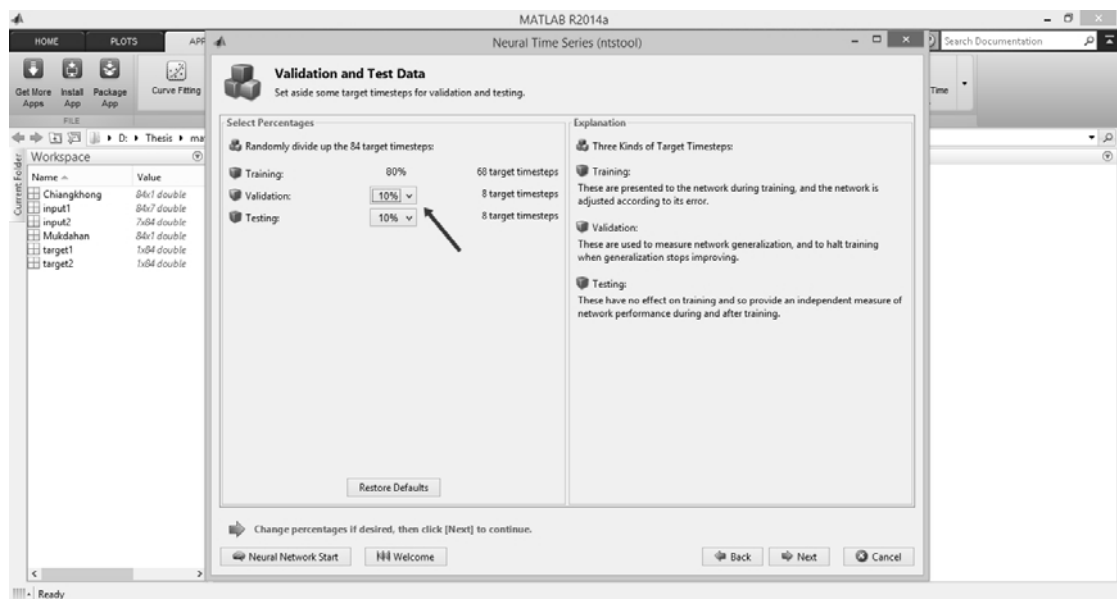 MATLAB R2014a
HOME PLOTS APP
Search Documentation
Get More Apps
Install App
Package App
Curve Fitting
Time
FILE
D: Thesis ma
Current Folder
Workspace
Name Value
Chiangkhong 84x1 double
input1 84x7 double
input2 7x84 double
Mukdahan 84x1 double
target1 1x84 double
target2 1x84 double
Ready
Neural Time Series (ntstool)
Validation and Test Data
Set aside some target timesteps for validation and testing.
Select Percentages
Randomly divide up the 84 target timesteps:
Training: 80% 68 target timesteps
Validation: 10% 8 target timesteps
Testing: 10% 8 target timesteps
Restore Defaults
Explanation
Three Kinds of Target Timesteps:
Training:
These are presented to the network during training, and the network is
adjusted according to its error.
Validation:
These are used to measure network generalization, and to halt training
when generalization stops improving.
Testing:
These have no effect on training and so provide an independent measure of
network performance during and after training.
Change percentages if desired, then click [Next] to continue.
Neural Network Start Welcome Back Next Cancel